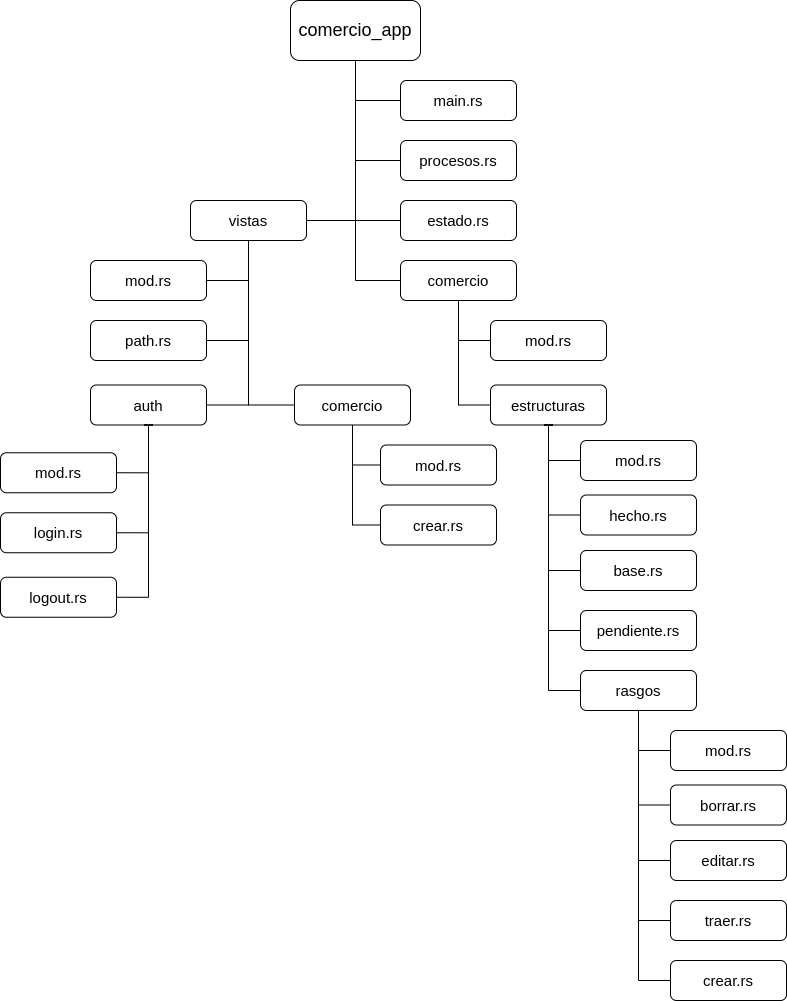 comercio_app
main.rs
procesos.rs
vistas
estado.rs
mod.rs
comercio
path.rs
mod.rs
auth
comercio
estructuras
mod.rs
mod.rs
mod.rs
login.rs
crear.rs
hecho.rs
logout.rs
base.rs
pendiente.rs
rasgos
mod.rs
borrar.rs
editar.rs
traer.rs
crear.rs